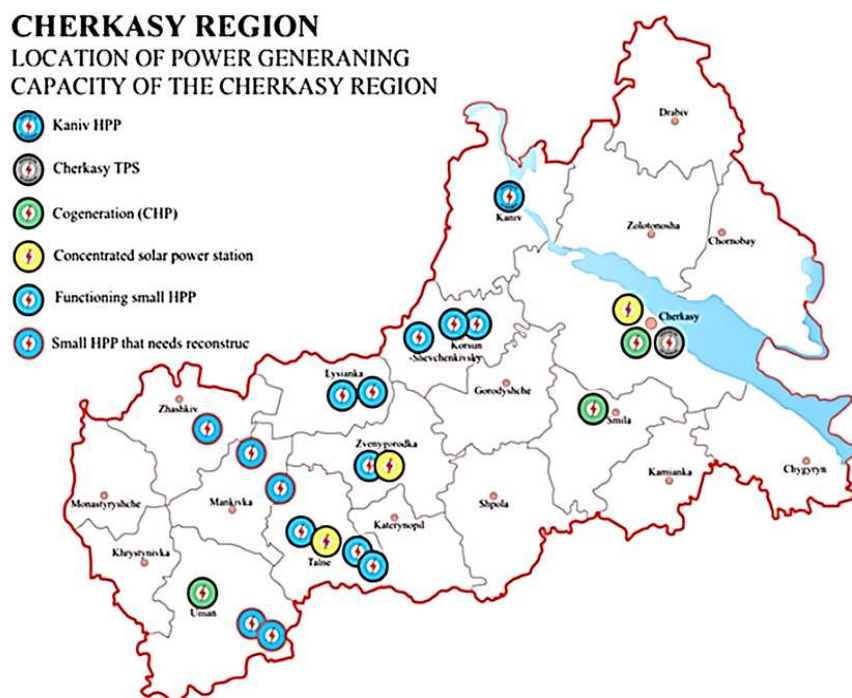 CHERKASY REGION
LOCATION OF POWER GENERANING
CAPACITY OF THE CHERKASY REGION
Kaniv HPP
Cherkasy TPS
Cogeneration (CHP)
Concentrated solar power station
Functioning small HPP
Small HPP that needs reconstruc
Drabiv
Kaniv
Zolotonosha
Chornobay
Cherkasy
Korsun
-Shevchenkivsky
Lysianka
Gorodyshche
Zhashkiv
Smila
Zvenyporodka
Chygyryn
Kamianka
Monastyryshche
Mankivka
Shpola
Katerynopil
Khrystynivka
Talne
Uman